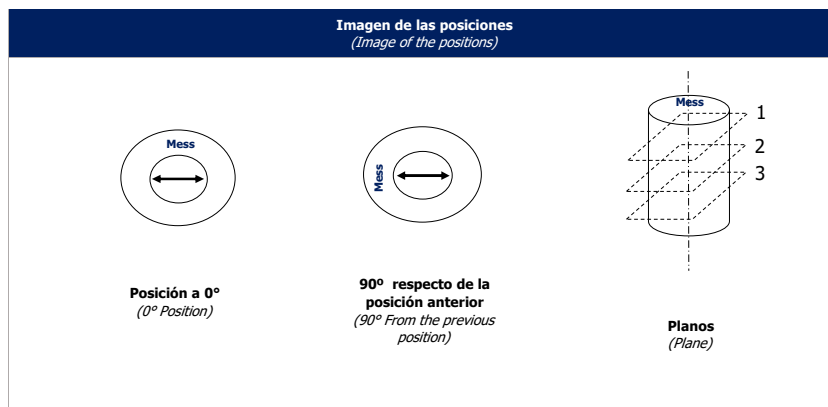 Imagen de las posiciones
(Image of the positions)
Mess
Mess
Mess
1
2
3
Posición a 0°
(0° Position)
90º respecto de la
posición anterior
(90° From the previous
position)
Planos
(Plane)